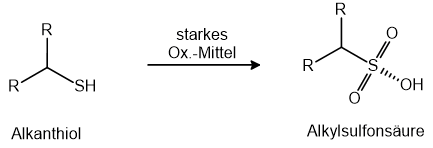 R
R
SH
Alkanthiol
starkes
Ox.-Mittel
R
R
O
S
OH
O
Alkylsulfonsäure